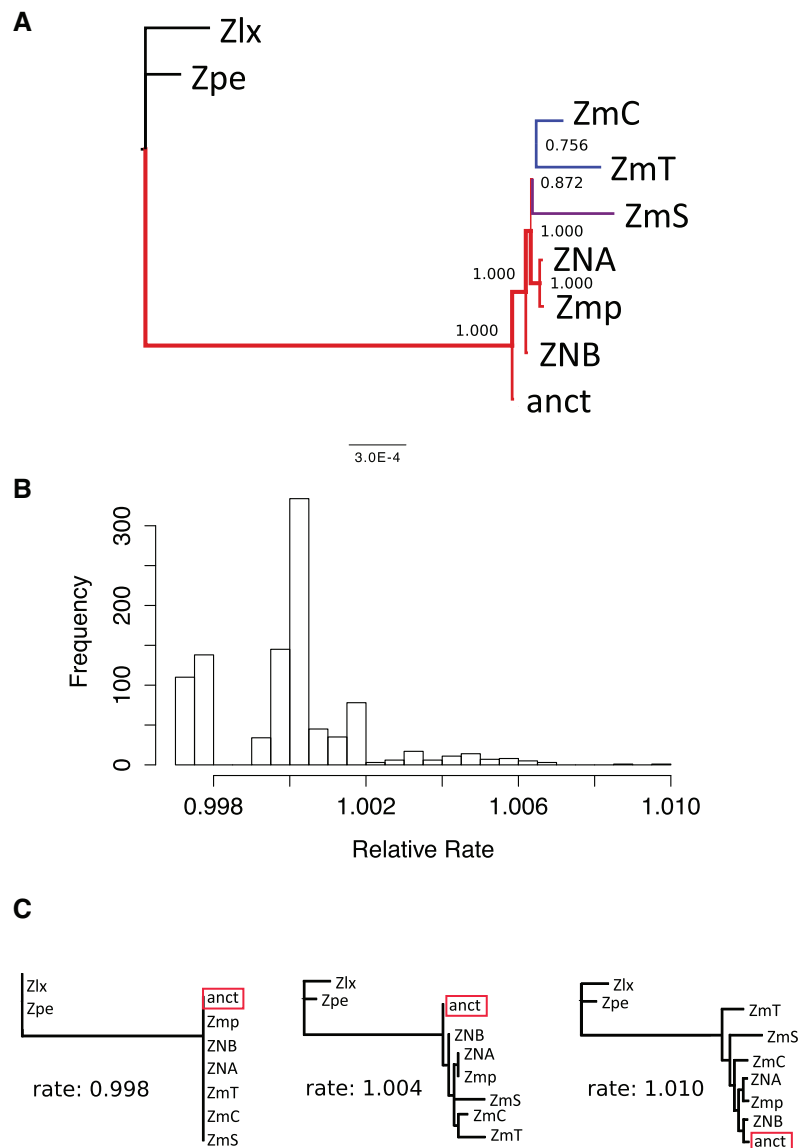 A
Zlx
Zpe
ZmC
0.756
ZmT
0.872
ZmS
1.000
ZNA
1.000
1.000
Zmp
1.000
ZNB
anct
3.0E-4
B
Frequency
300
200
100
0
0.998 1.002 1.006 1.010
Relative Rate
C
Zlx
Zpe
anct
Zmp
ZNB
ZNA
ZmT
ZmC
ZmS
rate: 0.998
Zlx
Zpe
anct
ZNB
ZNA
Zmp
ZmS
ZmC
ZmT
rate: 1.004
Zlx
Zpe
ZmT
ZmS
ZmC
ZNA
Zmp
ZNB
anct
rate: 1.010